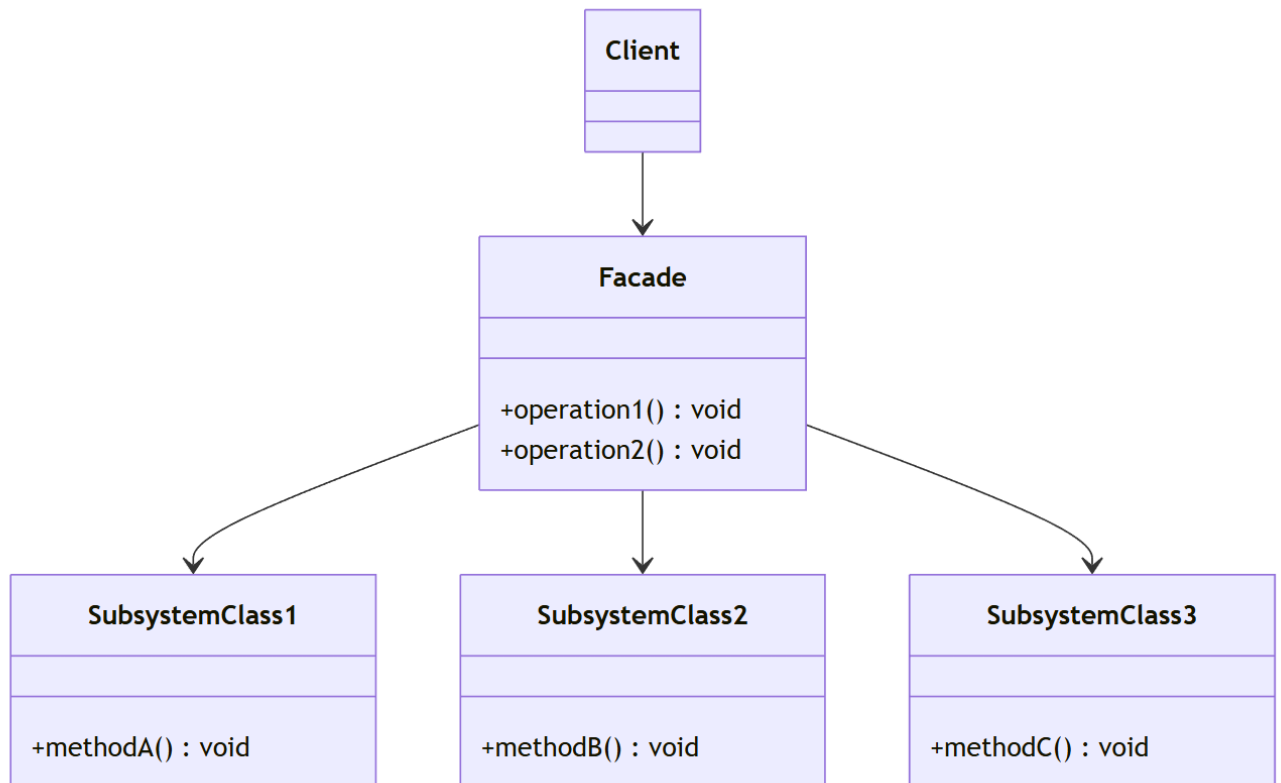 Client
Facade
+operation1() : void
+operation2() : void
SubsystemClass1
SubsystemClass2
SubsystemClass3
+methodA() : void
+methodB() : void
+methodC() : void